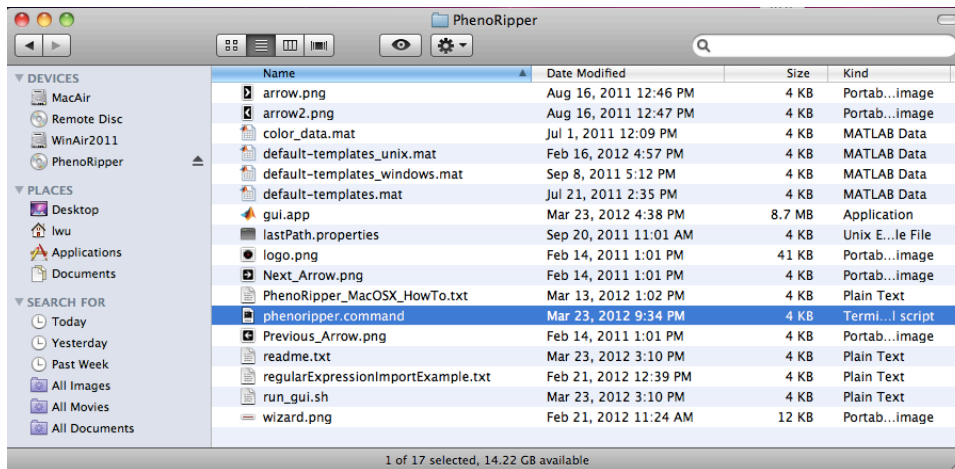 PhenoRipper
Name Date Modified Size Kind
DEVICES
MacAir
Remote Disc
WinAir2011
PhenoRipper
PLACES
Desktop
lwu
Applications
Documents
SEARCH FOR
Today
Yesterday
Past Week
All Images
All Movies
All Documents
arrow.png Aug 16, 2011 12:46 PM 4 KB Portab...image
arrow2.png Aug 16, 2011 12:47 PM 4 KB Portab...image
color_data.mat Jul 1, 2011 12:09 PM 4 KB MATLAB Data
default-templates_unix.mat Feb 16, 2012 4:57 PM 4 KB MATLAB Data
default-templates_windows.mat Sep 8, 2011 5:12 PM 4 KB MATLAB Data
default-templates.mat Jul 21, 2011 2:35 PM 4 KB MATLAB Data
gui.app Mar 23, 2012 4:38 PM 8.7 MB Application
lastPath.properties Sep 20, 2011 11:01 AM 4 KB Unix E...le File
logo.png Feb 14, 2011 1:01 PM 41 KB Portab...image
Next_Arrow.png Feb 14, 2011 1:01 PM 4 KB Portab...image
PhenoRipper_MacOSX_HowTo.txt Mar 13, 2012 1:02 PM 4 KB Plain Text
phenoripper.command Mar 23, 2012 9:34 PM 4 KB Termi...l script
Previous_Arrow.png Feb 14, 2011 1:01 PM 4 KB Portab...image
readme.txt Mar 23, 2012 3:10 PM 4 KB Plain Text
regularExpressionImportExample.txt Feb 21, 2012 12:39 PM 4 KB Plain Text
run_gui.sh Mar 23, 2012 3:10 PM 4 KB Plain Text
wizard.png Feb 21, 2012 11:24 AM 12 KB Portab...image
1 of 17 selected, 14.22 GB available